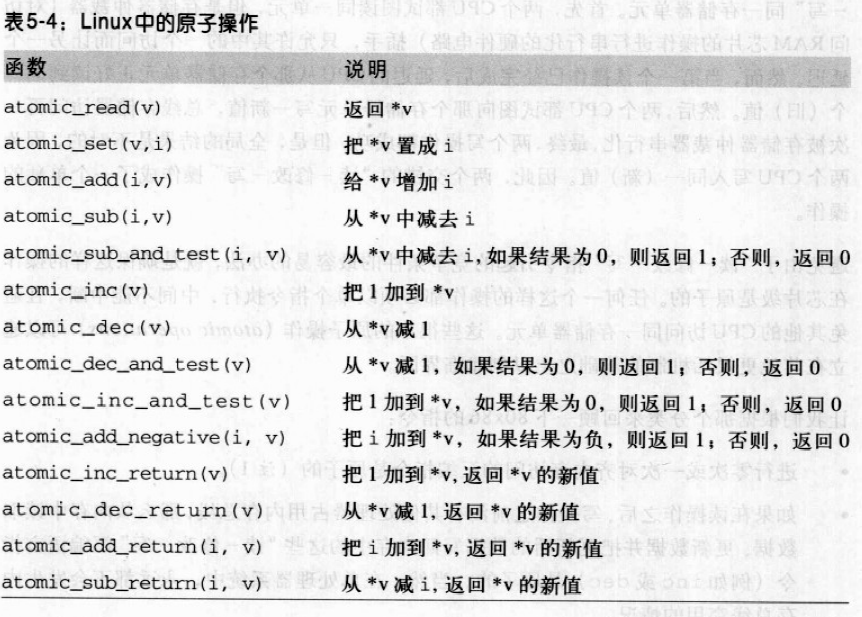 表5-4：Linux中的原子操作
函数 说明
atomic_read(v) 返回 *v
atomic_set(v,i) 把 *v 置成 i
atomic_add(i,v) 给 *v 增加 i
atomic_sub(i,v) 从 *v 中减去 i
atomic_sub_and_test(i, v) 从 *v 中减去 i,如果结果为0，则返回1；否则，返回0
atomic_inc(v) 把1加到 *v
atomic_dec(v) 从 *v 减1
atomic_dec_and_test(v) 从 *v 减1，如果结果为0，则返回1；否则，返回0
atomic_inc_and_test(v) 把1加到 *v，如果结果为0，则返回1；否则，返回0
atomic_add_negative(i, v) 把 i 加到 *v，如果结果为负，则返回1；否则，返回0
atomic_inc_return(v) 把1加到 *v,返回 *v 的新值
atomic_dec_return(v) 从 *v 减1,返回 *v 的新值
atomic_add_return(i, v) 把 i 加到 *v,返回 *v 的新值
atomic_sub_return(i, v) 从 *v 减 i,返回 *v 的新值